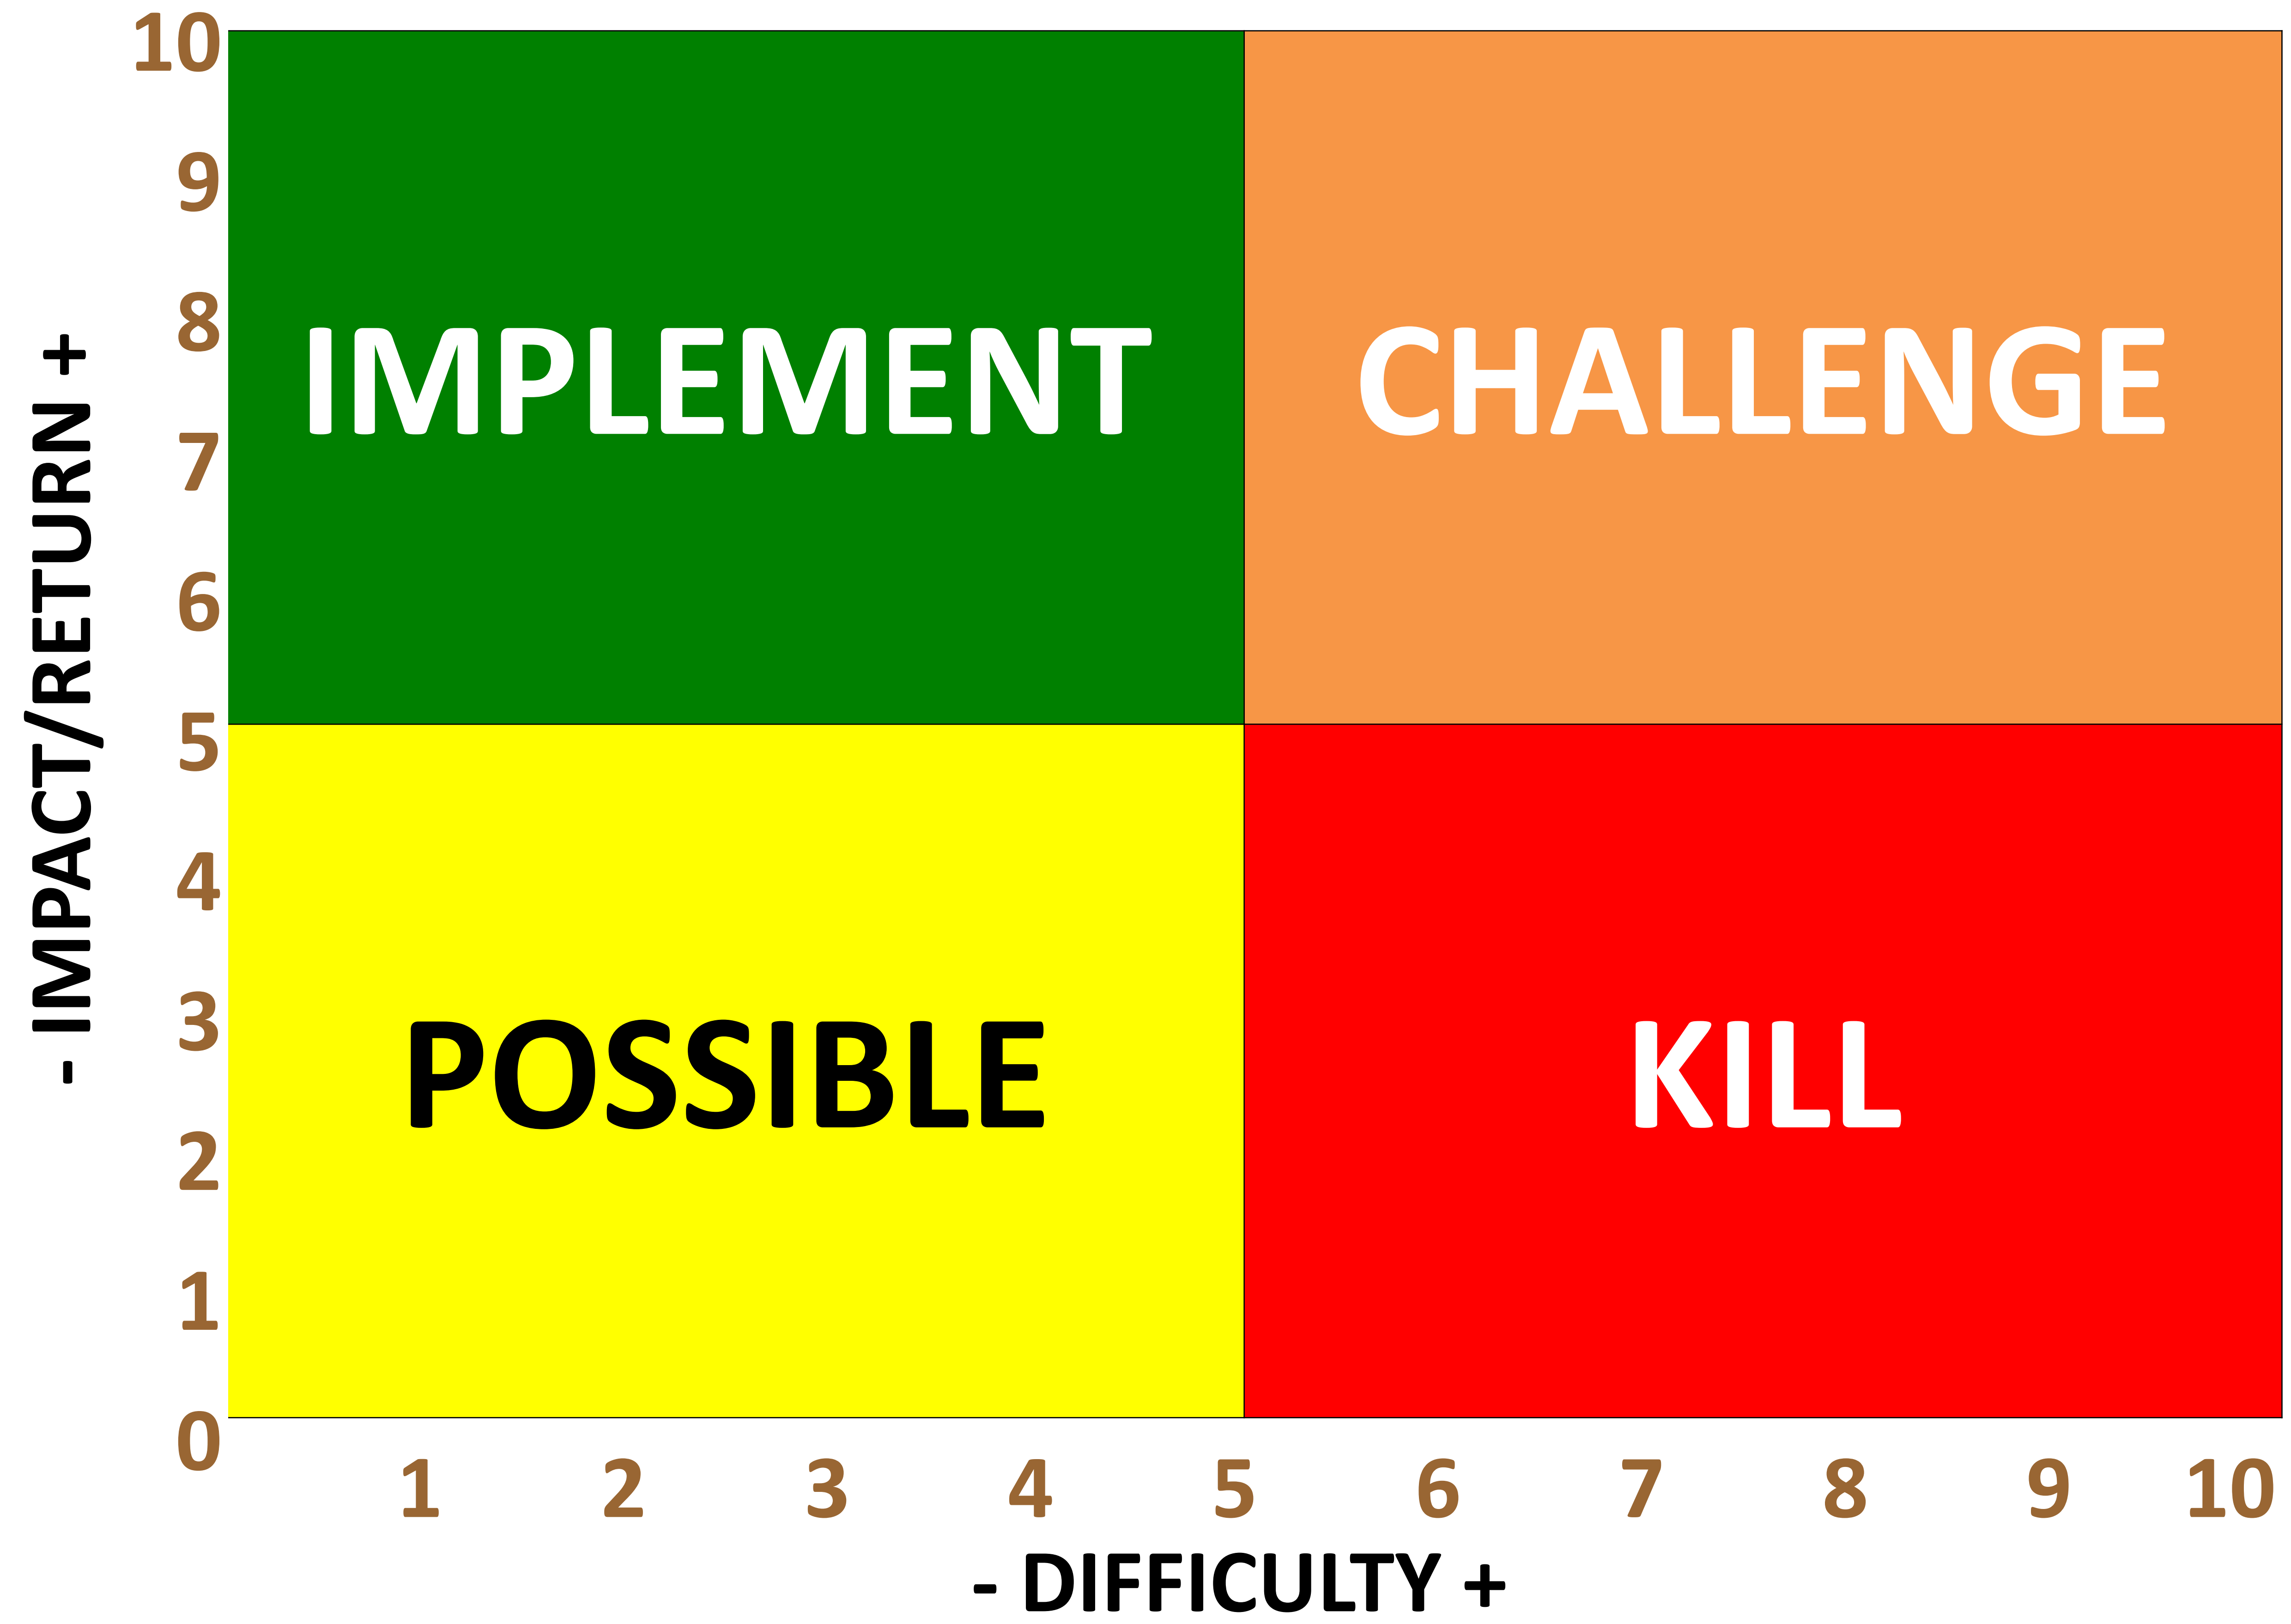 10
9
8
7
6
5
4
3
2
1
0
- IMPACT/RETURN +
IMPLEMENT
CHALLENGE
POSSIBLE
KILL
1 2 3 4 5 6 7 8 9 10
- DIFFICULTY +